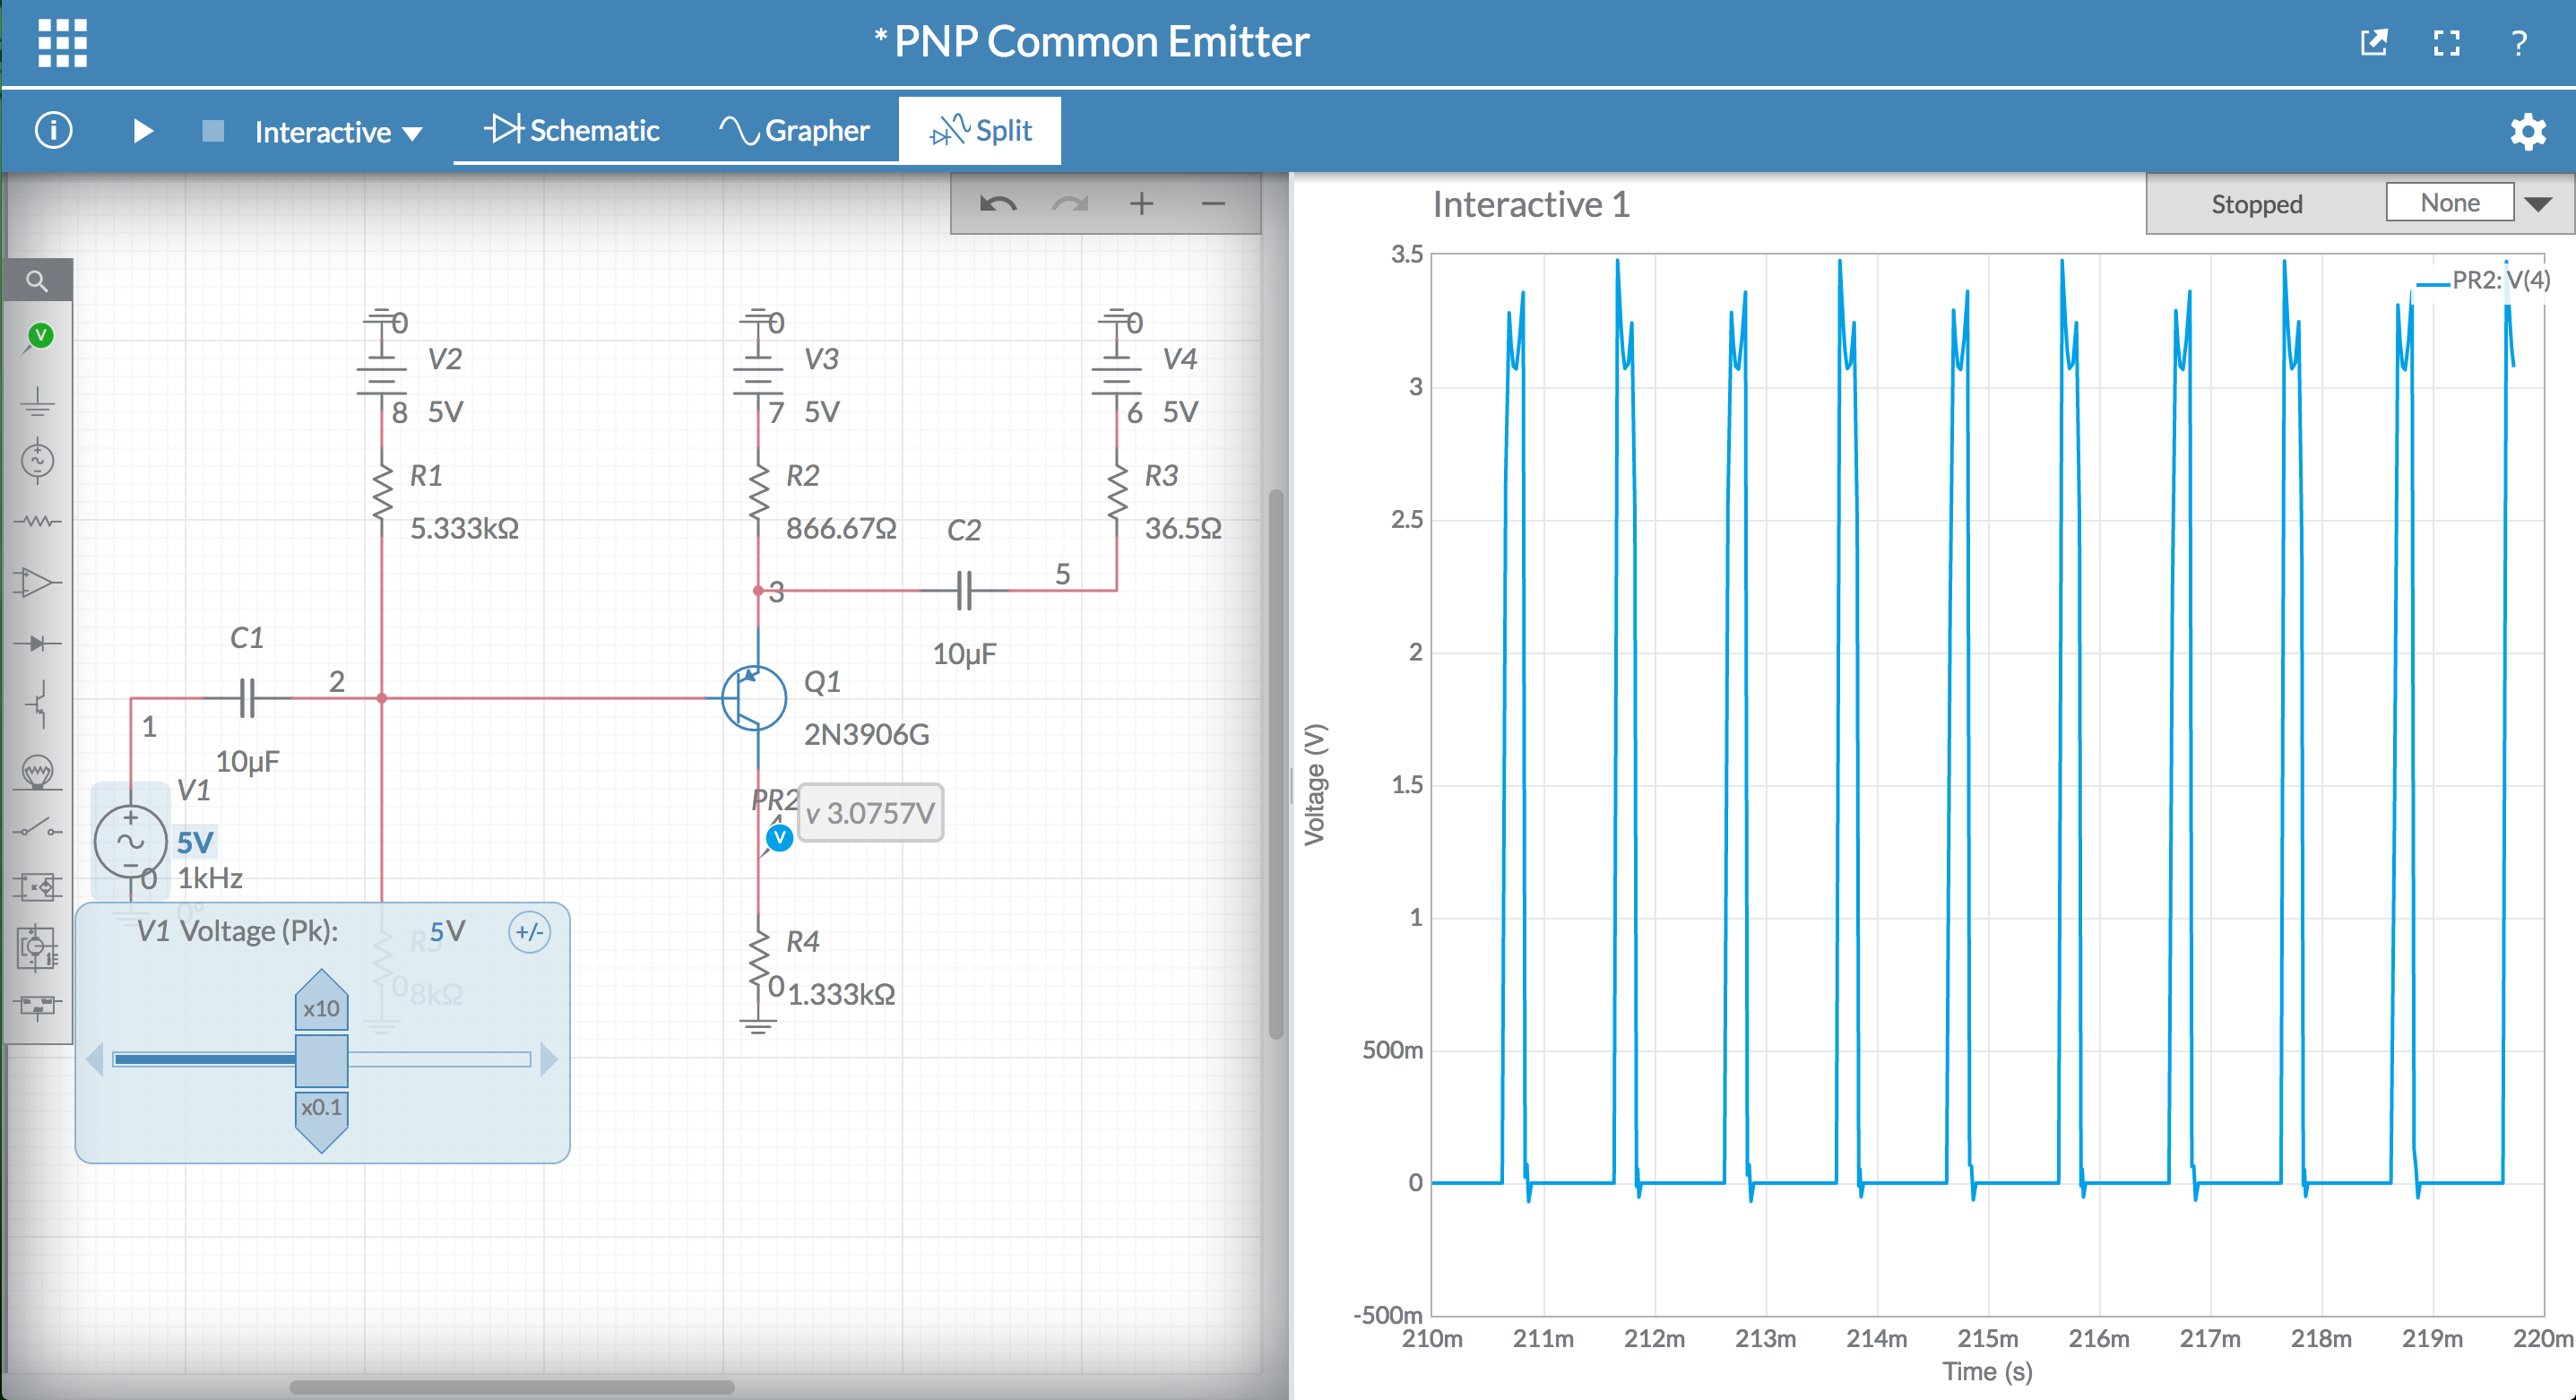 * PNP Common Emitter
?
Interactive
Schematic
Grapher
Split
Interactive 1
Stopped
None
PR2: V(4)
0
V2
8 5V
R1
5.333kΩ
0
V3
7 5V
R2
866.67Ω
0
V4
6 5V
R3
36.5Ω
C2
10µF
5
3
C1
10µF
2
1
Q1
2N3906G
V1
5V
0 1kHz
0°
PR2
4
V
v 3.0757V
R4
0 1.333kΩ
R5
0 8kΩ
V1 Voltage (Pk): 5V +/-
x10
x0.1
V
3.5
3
2.5
2
1.5
1
500m
0
-500m
Voltage (V)
210m 211m 212m 213m 214m 215m 216m 217m 218m 219m 220m
Time (s)